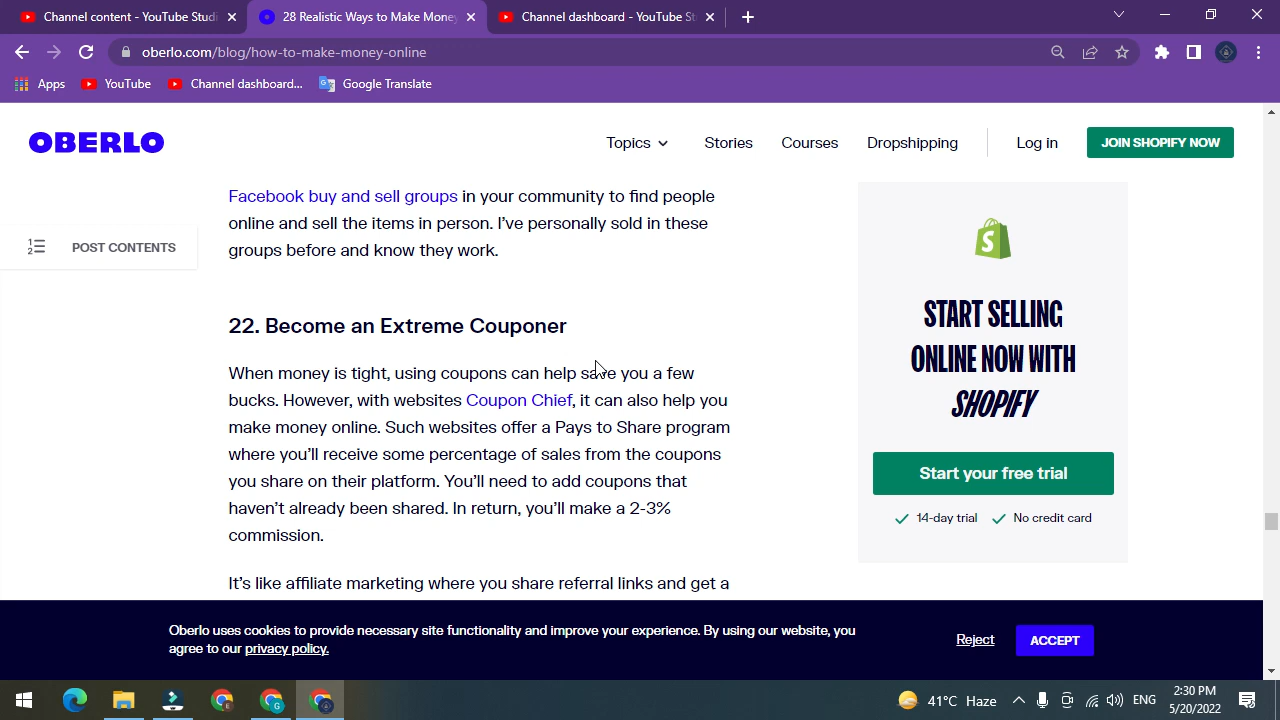 Channel content - YouTube Studi
28 Realistic Ways to Make Money
Channel dashboard - YouTube St
oberlo.com/blog/how-to-make-money-online
Apps
YouTube
Channel dashboard...
Google Translate
OBERLO
Topics
Stories
Courses
Dropshipping
Log in
JOIN SHOPIFY NOW
POST CONTENTS
Facebook buy and sell groups in your community to find people
online and sell the items in person. I've personally sold in these
groups before and know they work.
22. Become an Extreme Couponer
When money is tight, using coupons can help save you a few
bucks. However, with websites Coupon Chief, it can also help you
make money online. Such websites offer a Pays to Share program
where you'll receive some percentage of sales from the coupons
you share on their platform. You'll need to add coupons that
haven't already been shared. In return, you'll make a 2-3%
commission.
It's like affiliate marketing where you share referral links and get a
START SELLING
ONLINE NOW WITH
SHOPIFY
Start your free trial
14-day trial
No credit card
Oberlo uses cookies to provide necessary site functionality and improve your experience. By using our website, you
agree to our privacy policy.
Reject
ACCEPT
41°C Haze
ENG
2:30 PM
5/20/2022